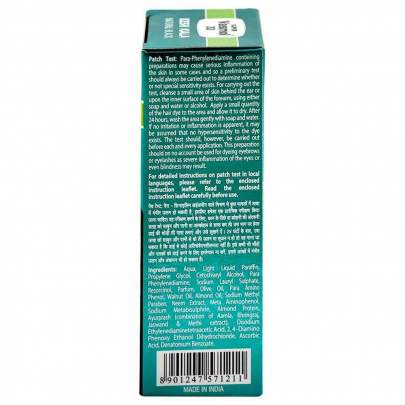 Vasmol
KESH KALA
NATURAL BLACK
Patch Test: Para-Phenylenediamine containing
preparations may cause serious inflammation of
the skin in some cases and so a preliminary test
should always be carried out to determine whether
or not special sensitivity exists. For carrying out the
test, cleanse a small area of skin behind the ear or
upon the inner surface of the forearm, using either
soap and water or alcohol. Apply a small quantity
of the hair dye to the area and allow it to dry. After
24 hours, wash the area gently with soap and water.
If no irritation or inflammation is apparent, it may
be assumed that no hypersensitivity to the dye
exists. The test should, however, be carried out
before each and every application. This preparation
should on no account be used for dyeing eyebrows
or eyelashes as severe inflammation of the eyes or
even blindness may result.
For detailed instructions on patch test in local
languages, please refer to the enclosed
instruction leaflet. Read the enclosed
instruction leaflet carefully before use.
Ingredients: Aqua, Light Liquid Paraffin,
Propylene Glycol, Cetostearyl Alcohol, Para
Phenylenediamine, Sodium Lauryl Sulphate,
Resorcinol, Parfum, Olive Oil, Para Amino
Phenol, Walnut Oil, Almond Oil, Sodium Methyl
Paraben, Neem Extract, Meta Aminophenol,
Sodium Metabisulphite, Almond Protein,
Ayuprash (combination of Aamla, Bhringraj,
Jaswand & Methi extract), Disodium
Ethylenediaminetetraacetic Acid, 2, 4 -Diamino
Phenoxy Ethanol Dihydrochloride, Ascorbic
Acid, Denatonium Benzoate.
8 901247 571211
MADE IN INDIA